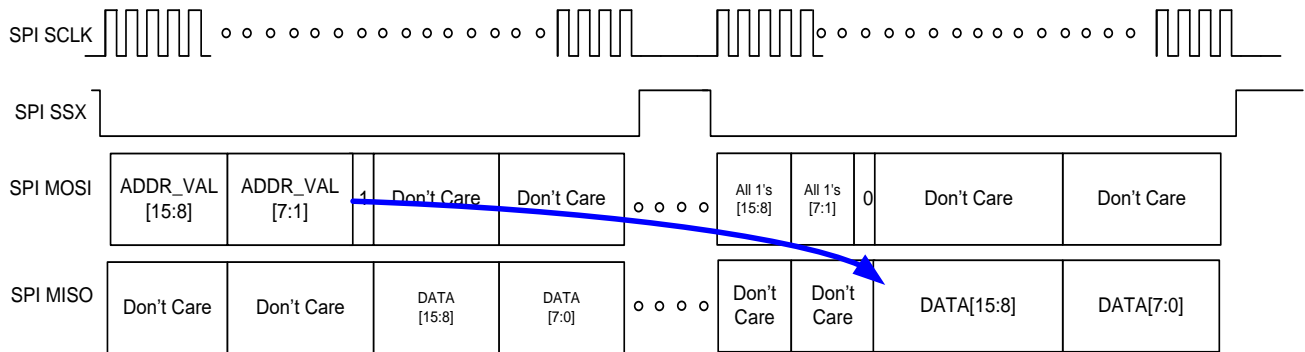 SPI SCLK
SPI SSX
SPI MOSI
ADDR_VAL
[15:8]
ADDR_VAL
[7:1]
1
Don't Care
Don't Care
All 1's
[15:8]
All 1's
[7:1]
0
Don't Care
Don't Care
SPI MISO
Don't Care
Don't Care
DATA
[15:8]
DATA
[7:0]
Don't
Care
Don't
Care
DATA[15:8]
DATA[7:0]